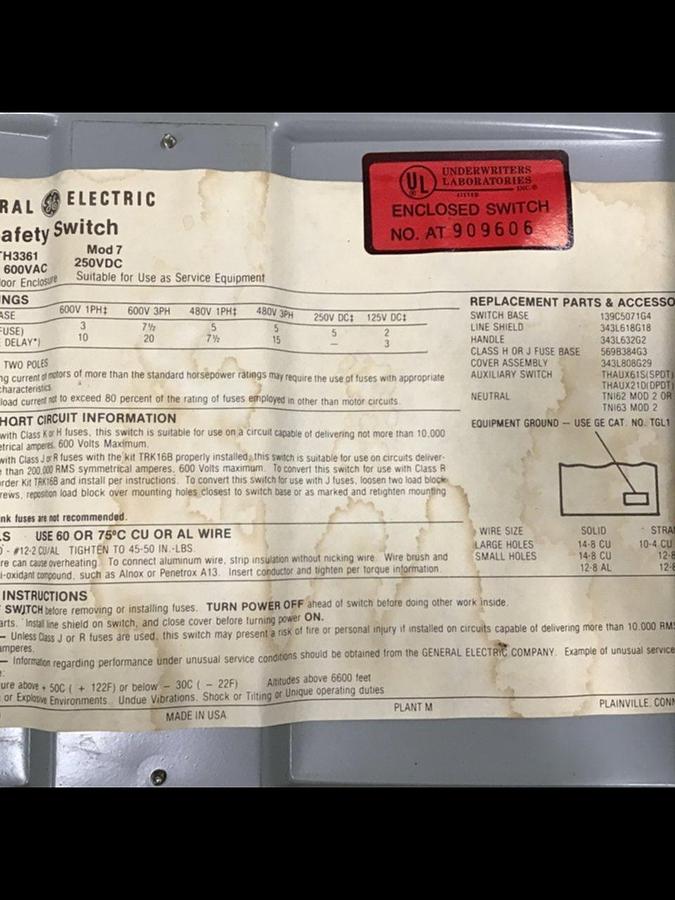 RAL GE ELECTRIC
afety Switch
TH3361 Mod 7
600VAC 250VDC
oor Enclosure Suitable for Use as Service Equipment
UL UNDERWRITERS
LABORATORIES
INC.®
LISTED
ENCLOSED SWITCH
NO. AT 909606
NGS
ASE 600V 1PH‡ 600V 3PH 480V 1PH‡ 480V 3PH 250V DC‡ 125V DC‡
FUSE) 3 7½ 5 5 5 2
DELAY*) 10 20 7½ 15 — 3
TWO POLES
ng current of motors of more than the standard horsepower ratings may require the use of fuses with appropriate
characteristics.
load current not to exceed 80 percent of the rating of fuses employed in other than motor circuits.
HORT CIRCUIT INFORMATION
with Class K or H fuses, this switch is suitable for use on a circuit capable of delivering not more than 10.000
etrical amperes, 600 Volts Maximum.
with Class J or R fuses with the kit TRK16B properly installed, this switch is suitable for use on circuits deliver-
e than 200,000 RMS symmetrical amperes, 600 Volts maximum. To convert this switch for use with Class R
order Kit TRK16B and install per instructions. To convert this switch for use with J fuses, loosen two load block
rews, reposition load block over mounting holes closest to switch base or as marked and retighten mounting
nk fuses are not recommended.
LS USE 60 OR 75°C CU OR AL WIRE
- #12-2 CU/AL TIGHTEN TO 45-50 IN.-LBS.
re can cause overheating. To connect aluminum wire, strip insulation without nicking wire. Wire brush and
i-oxidant compound, such as Alnox or Penetrox A13. Insert conductor and tighten per torque information.
REPLACEMENT PARTS & ACCESSO
SWITCH BASE 139C5071G4
LINE SHIELD 343L618G18
HANDLE 343L632G2
CLASS H OR J FUSE BASE 569B384G3
COVER ASSEMBLY 343L808G29
AUXILIARY SWITCH THAUX61S(SPDT)
THAUX21D(DPDT)
NEUTRAL TNI62 MOD 2 OR
TNI63 MOD 2
EQUIPMENT GROUND — USE GE CAT. NO. TGL1
WIRE SIZE SOLID STRAN
LARGE HOLES 14-8 CU 10-4 CU
SMALL HOLES 14-8 CU 12-8
12-8 AL 12-8
INSTRUCTIONS
F SWITCH before removing or installing fuses. TURN POWER OFF ahead of switch before doing other work inside.
arts. Install line shield on switch, and close cover before turning power ON.
— Unless Class J or R fuses are used, this switch may present a risk of fire or personal injury if installed on circuits capable of delivering more than 10.000 RMS
amperes.
— Information regarding performance under unusual service conditions should be obtained from the GENERAL ELECTRIC COMPANY. Example of unusual service
e:
ure above + 50C ( + 122F) or below — 30C ( — 22F) Altitudes above 6600 feet
or Explosive Environments Undue Vibrations, Shock or Tilting or Unique operating duties
MADE IN USA PLANT M PLAINVILLE, CONN